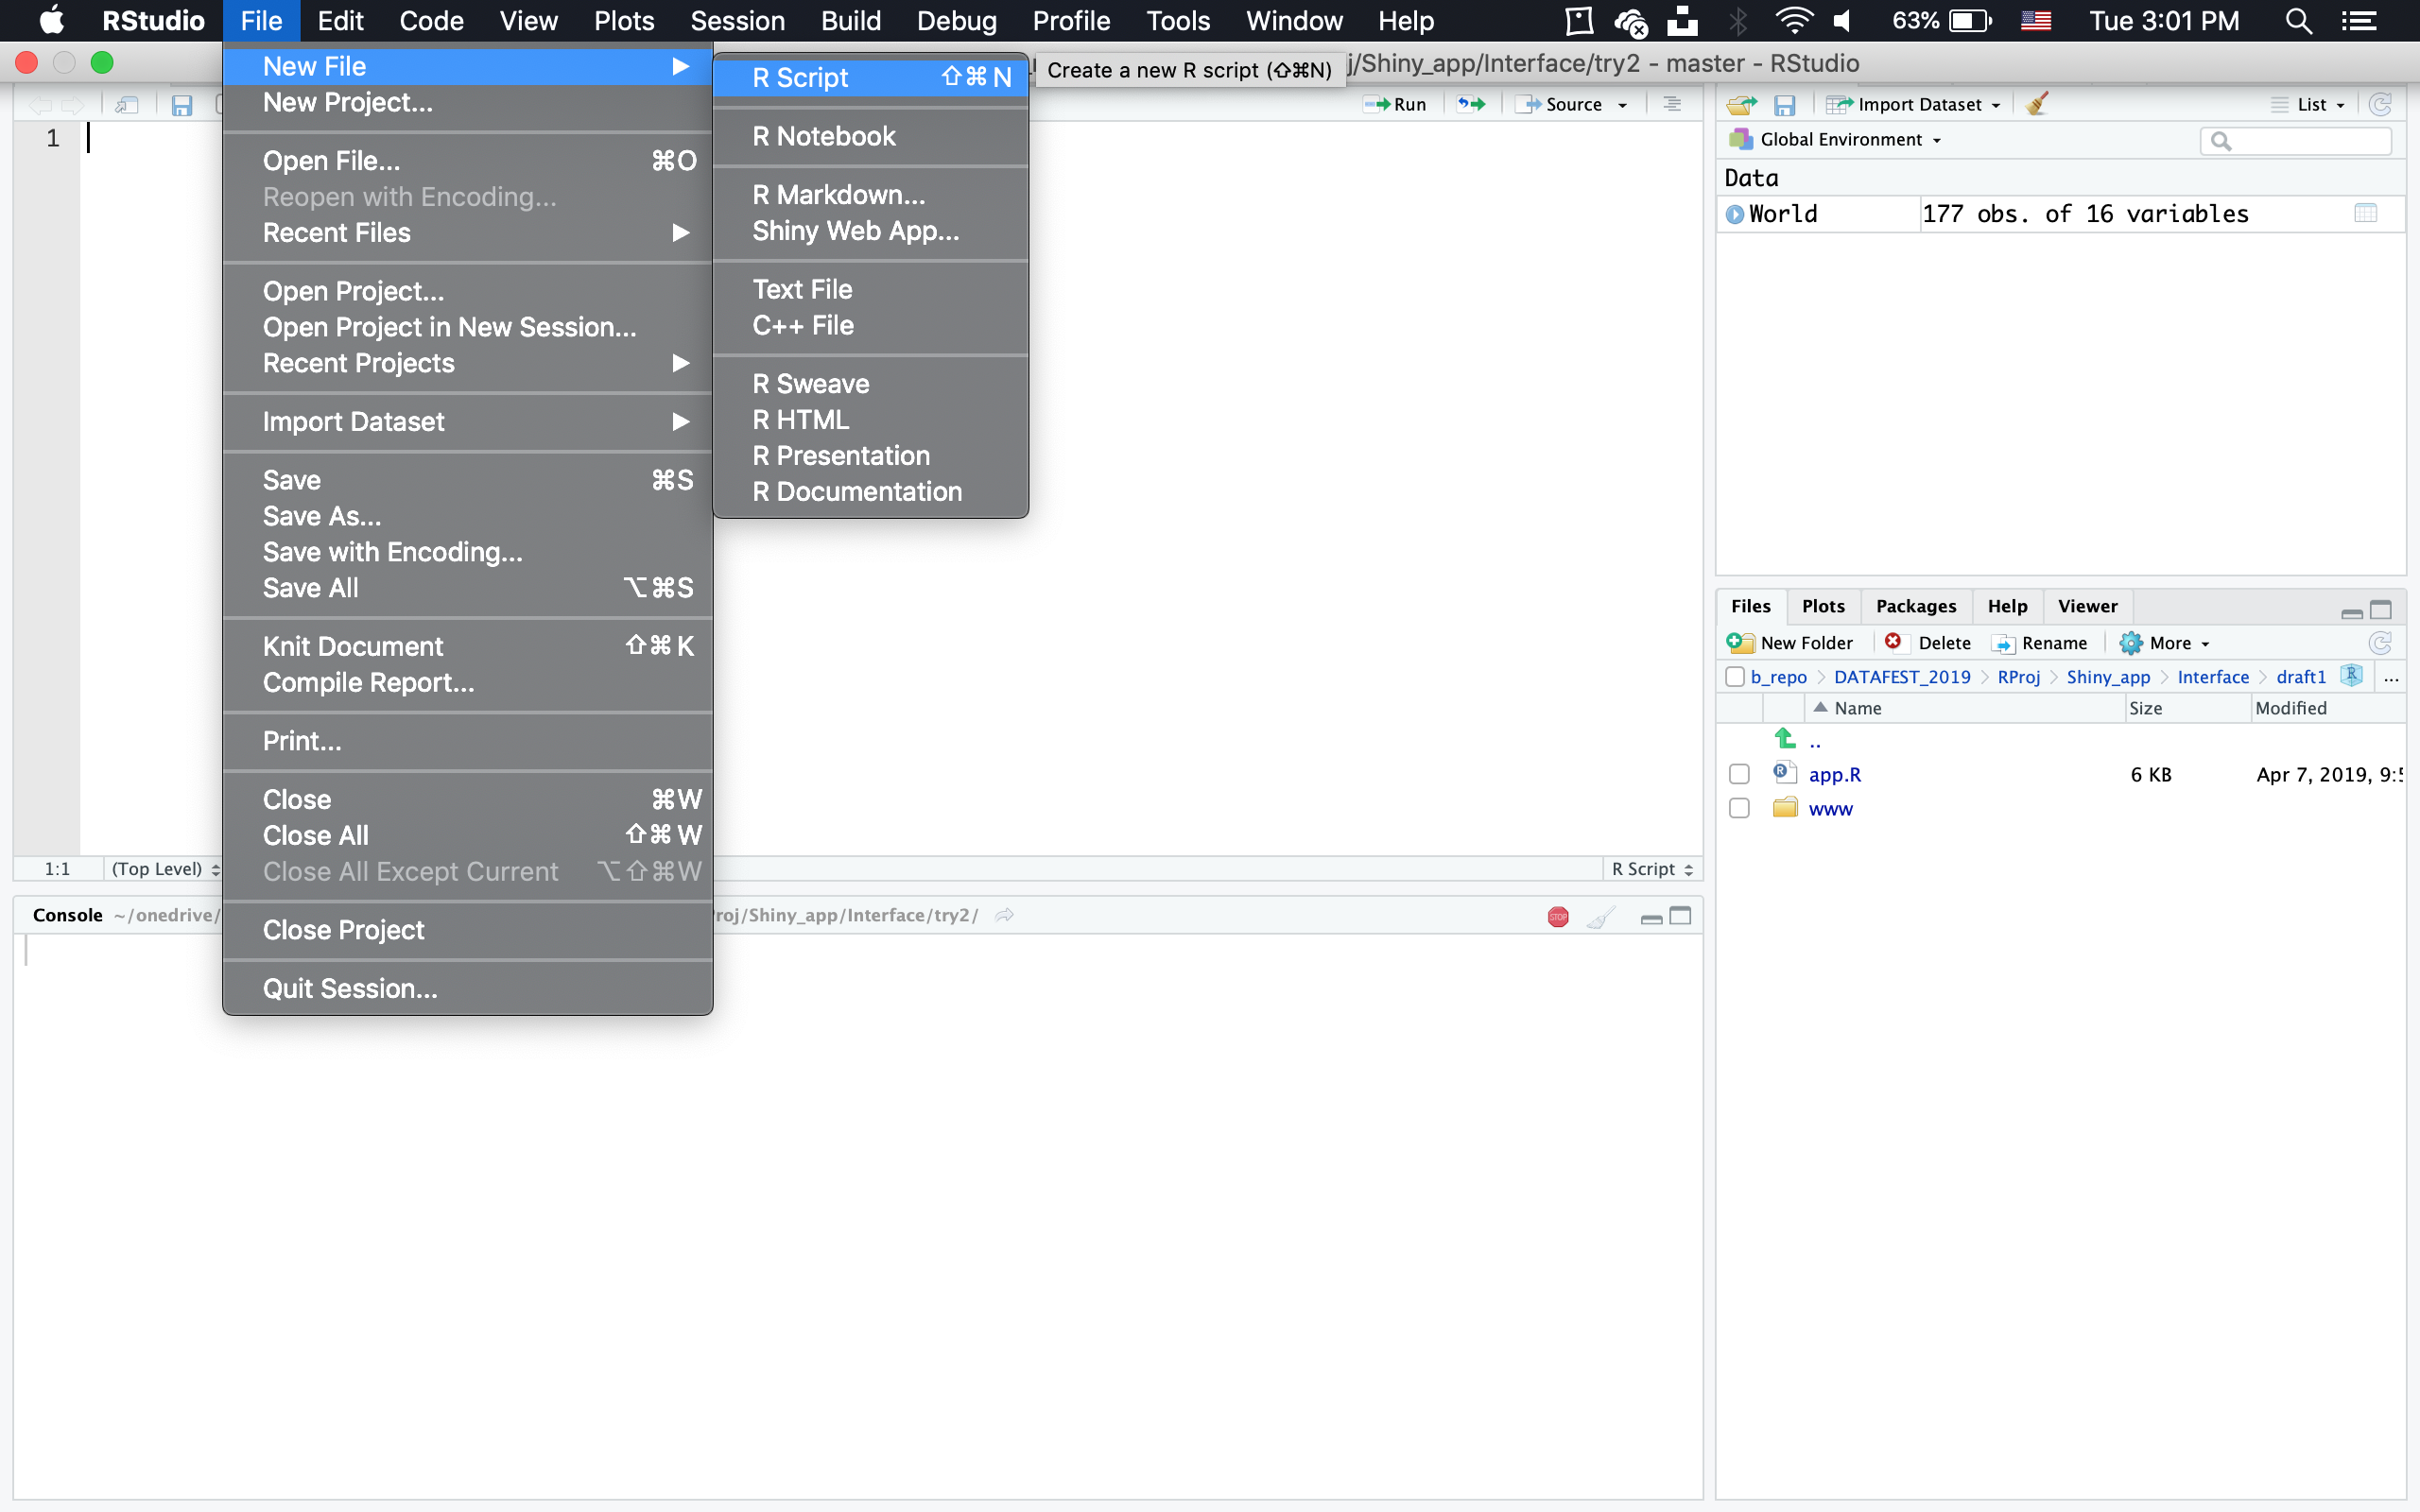 RStudio File Edit Code View Plots Session Build Debug Profile Tools Window Help 63% Tue 3:01 PM
j/Shiny_app/Interface/try2 - master - RStudio
New File
New Project...
Open File... ⌘O
Reopen with Encoding...
Recent Files
Open Project...
Open Project in New Session...
Recent Projects
Import Dataset
Save ⌘S
Save As...
Save with Encoding...
Save All ⌥⌘S
Knit Document ⇧⌘K
Compile Report...
Print...
Close ⌘W
Close All ⇧⌘W
Close All Except Current ⌥⇧⌘W
Close Project
Quit Session...
R Script ⇧⌘N
R Notebook
R Markdown...
Shiny Web App...
Text File
C++ File
R Sweave
R HTML
R Presentation
R Documentation
Create a new R script (⇧⌘N)
Run Source
1
1:1 (Top Level) R Script
Console ~/onedrive/ roj/Shiny_app/Interface/try2/
STOP
Import Dataset List
Global Environment
Data
World 177 obs. of 16 variables
Files Plots Packages Help Viewer
New Folder Delete Rename More
b_repo DATAFEST_2019 RProj Shiny_app Interface draft1 R ...
Name Size Modified
..
app.R 6 KB Apr 7, 2019, 9:5
www